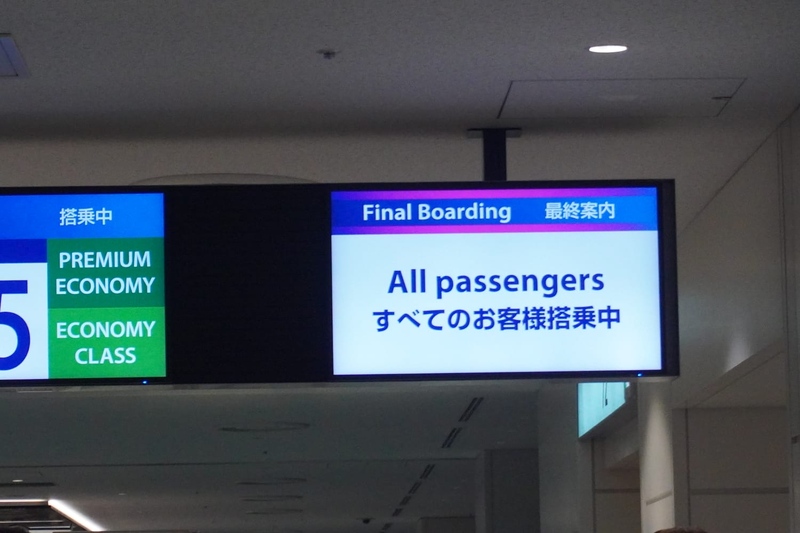 搭乗中
5
PREMIUM
ECONOMY
ECONOMY
CLASS
Final Boarding 最終案内
All passengers
すべてのお客様搭乗中